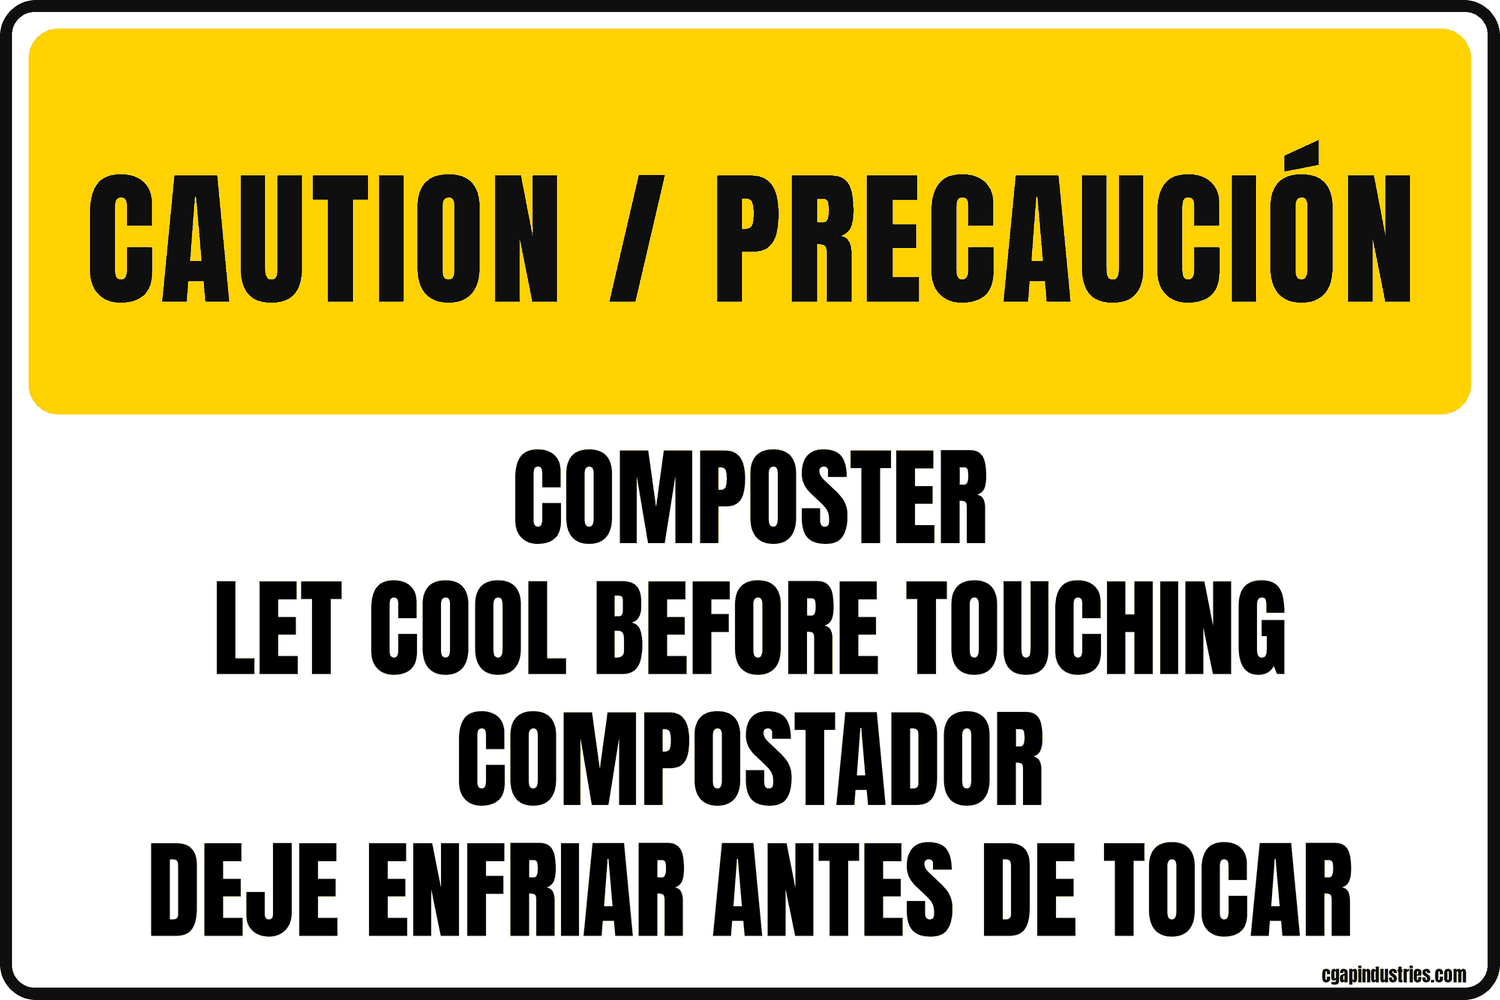 CAUTION / PRECAUCIÓN
COMPOSTER
LET COOL BEFORE TOUCHING
COMPOSTADOR
DEJE ENFRIAR ANTES DE TOCAR
cgapindustries.com